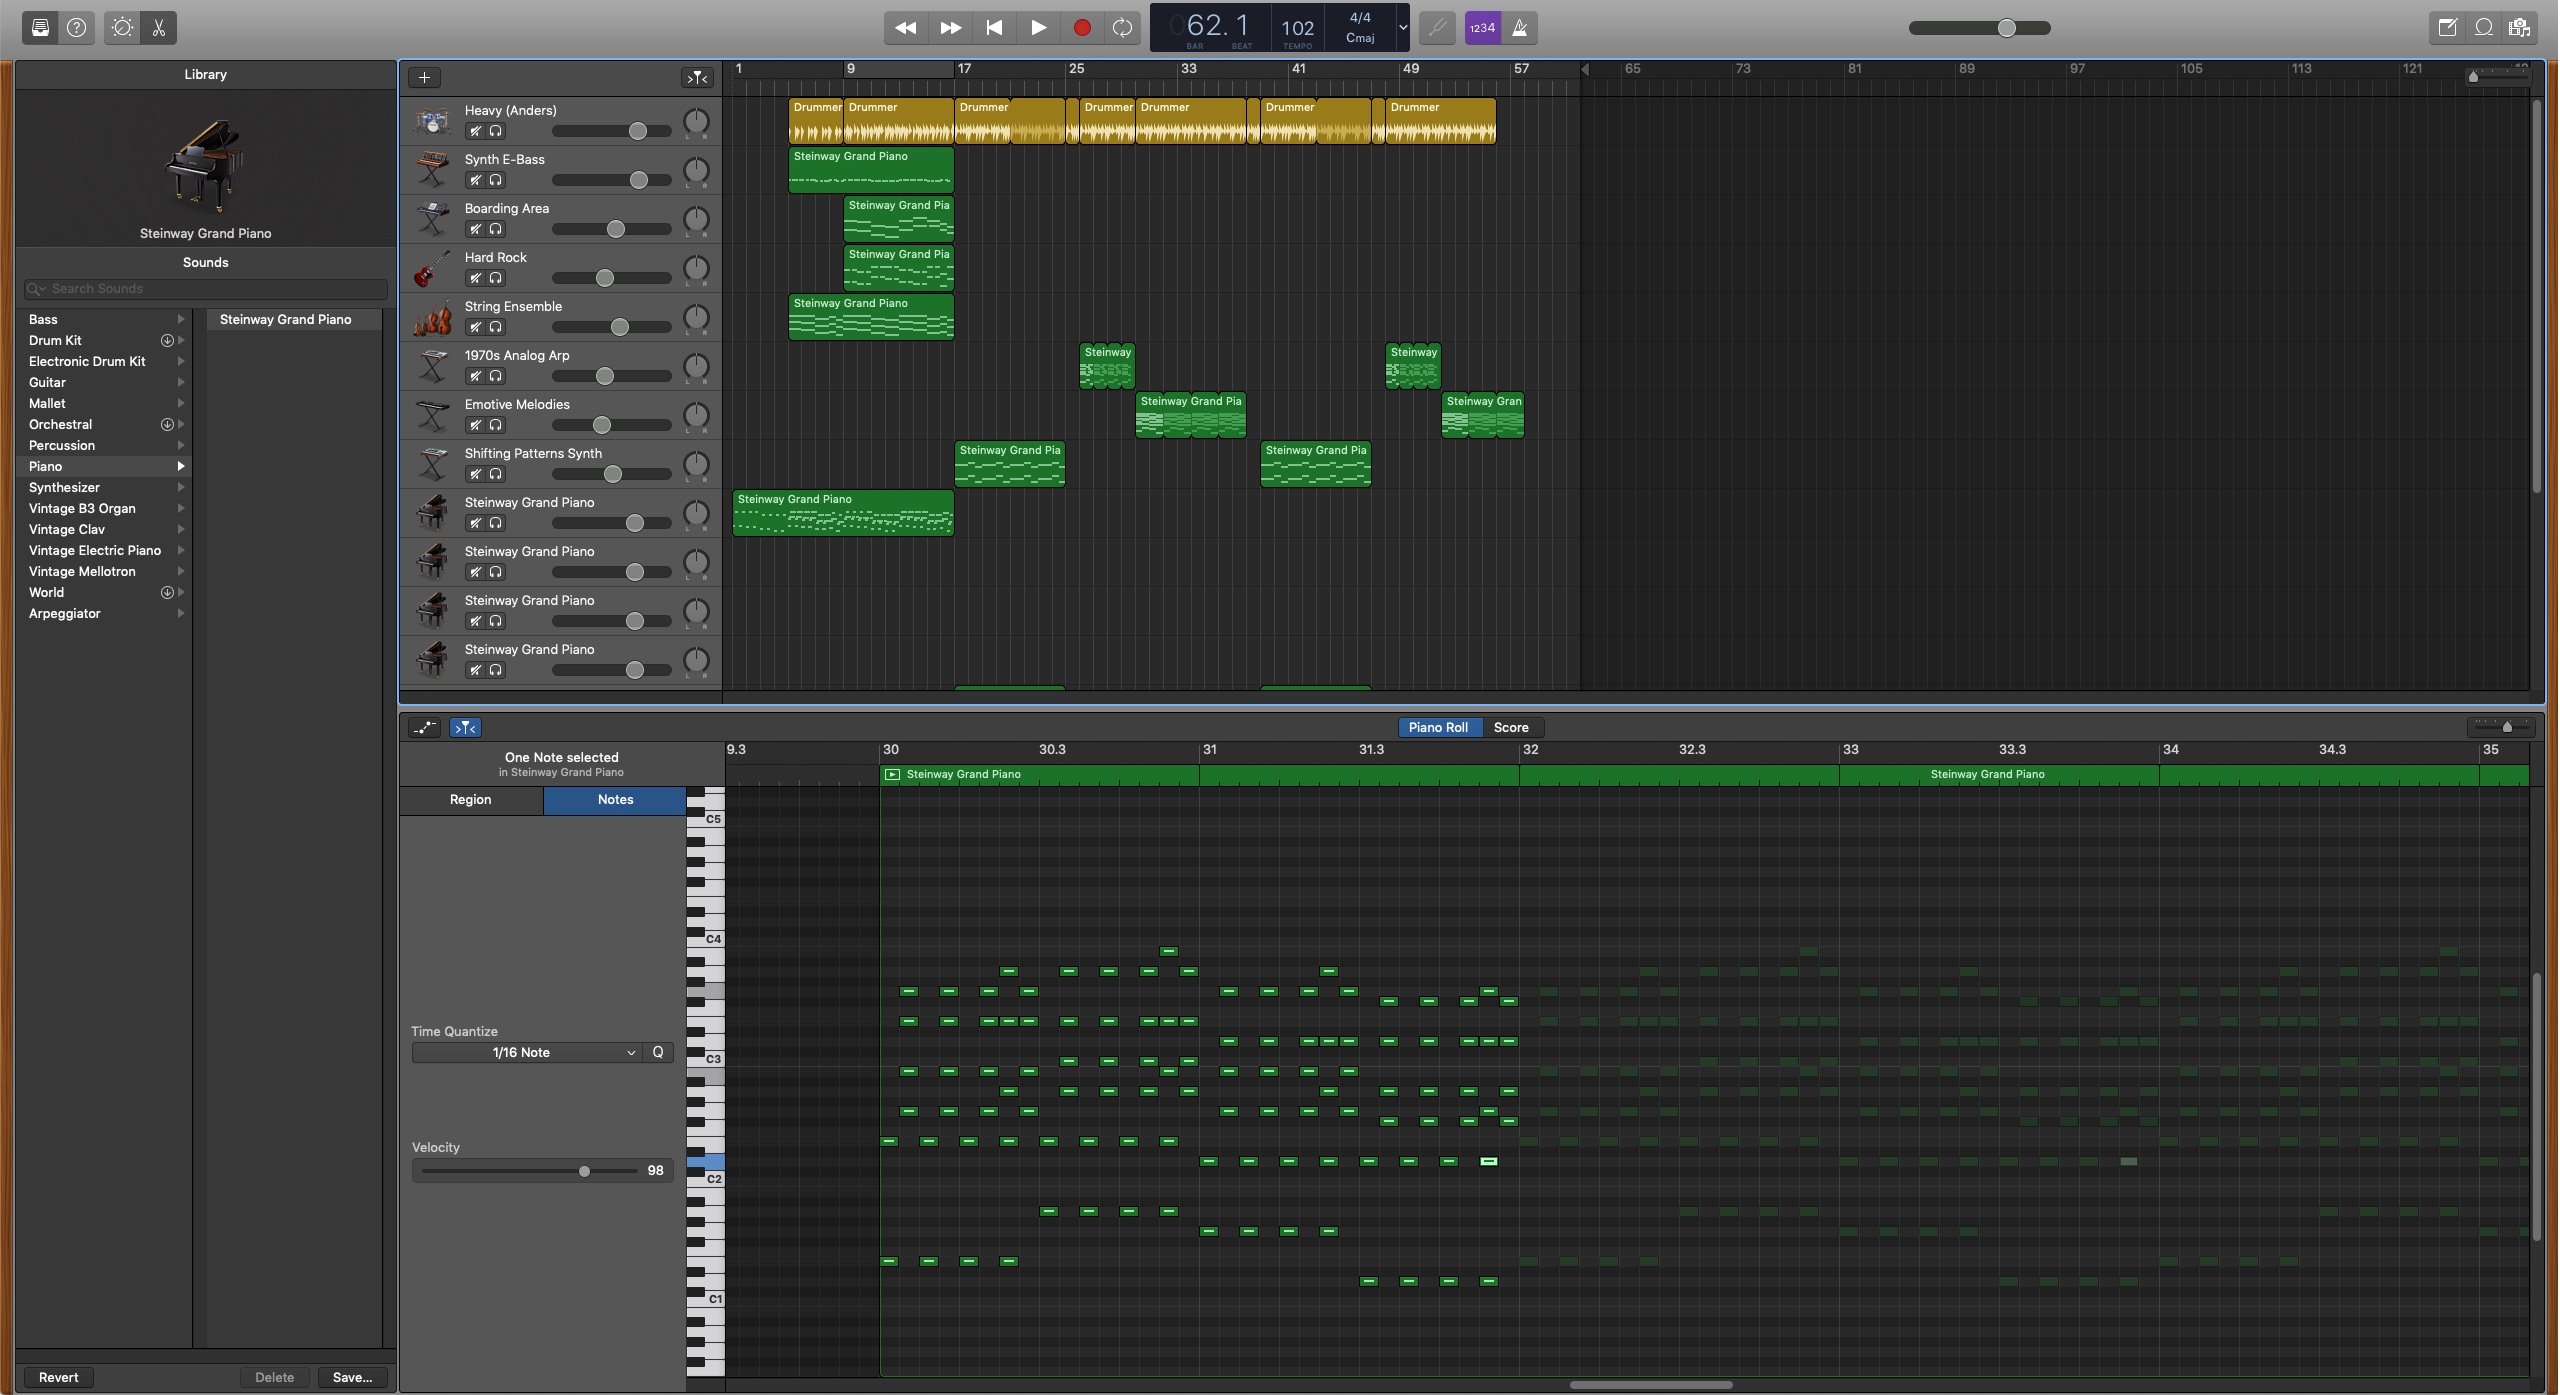 062.1
BAR BEAT
102
TEMPO
4/4
Cmaj
1234
Library
Steinway Grand Piano
Sounds
Search Sounds
Bass
Drum Kit
Electronic Drum Kit
Guitar
Mallet
Orchestral
Percussion
Piano
Synthesizer
Vintage B3 Organ
Vintage Clav
Vintage Electric Piano
Vintage Mellotron
World
Arpeggiator
Steinway Grand Piano
Revert
Delete
Save...
1 9 17 25 33 41 49 57 65 73 81 89 97 105 113 121
Heavy (Anders)
L R
Drummer Drummer Drummer Drummer Drummer Drummer Drummer
Synth E-Bass
L R
Steinway Grand Piano
Boarding Area
L R
Steinway Grand Pia
Hard Rock
L R
Steinway Grand Pia
String Ensemble
L R
Steinway Grand Piano
1970s Analog Arp
L R
Steinway Steinway
Emotive Melodies
L R
Steinway Grand Pia Steinway Gran
Shifting Patterns Synth
L R
Steinway Grand Pia Steinway Grand Pia
Steinway Grand Piano
L R
Steinway Grand Piano
Steinway Grand Piano
L R
Steinway Grand Piano
L R
Steinway Grand Piano
L R
Piano Roll Score
One Note selected
in Steinway Grand Piano
9.3 30 30.3 31 31.3 32 32.3 33 33.3 34 34.3 35
Steinway Grand Piano Steinway Grand Piano
Region Notes
C5
C4
C3
C2
C1
Time Quantize
1/16 Note Q
Velocity
98